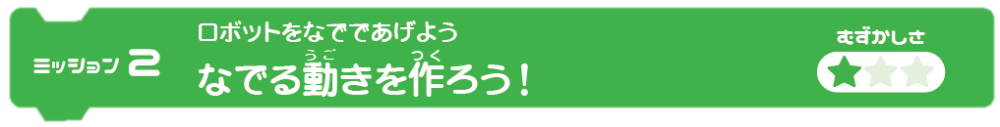 ミッション 2
ロボットをなでてあげよう
なでる動きを作ろう！
うご
つく
むずかしさ